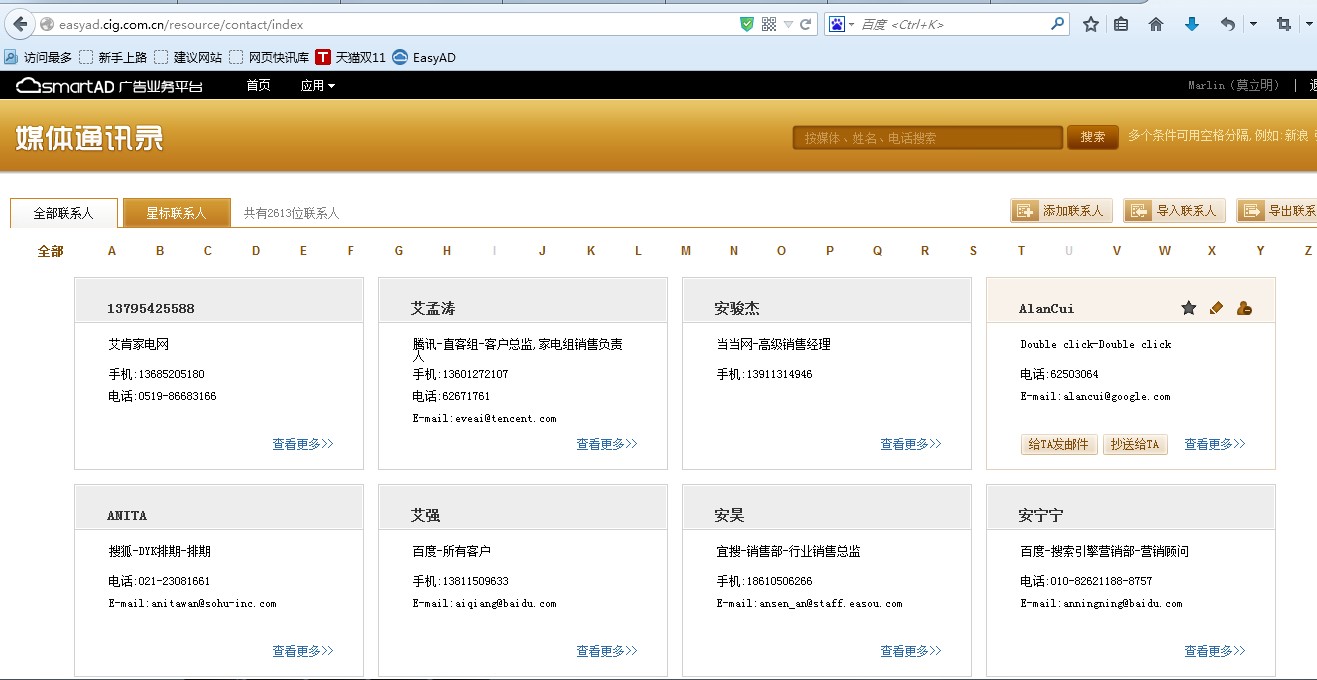 easyad.cig.com.cn/resource/contact/index
百度 <Ctrl+K>
访问最多 新手上路 建议网站 网页快讯库 T 天猫双11 EasyAD
smartAD 广告业务平台 首页 应用 Marlin（莫立明） |
媒体通讯录 按媒体、姓名、电话搜索 搜索 多个条件可用空格分隔,例如:新浪
全部联系人 星标联系人 共有2613位联系人 添加联系人 导入联系人 导出联系
全部 A B C D E F G H I J K L M N O P Q R S T U V W X Y Z
13795425588
艾肯家电网
手机:13685205180
电话:0519-86683166
查看更多>>
艾孟涛
腾讯-直客组-客户总监,家电组销售负责
人
手机:13601272107
电话:62671761
E-mail:eveai@tencent.com
查看更多>>
安骏杰
当当网-高级销售经理
手机:13911314946
查看更多>>
AlanCui
Double click-Double click
电话:62503064
E-mail:alancui@google.com
给TA发邮件 抄送给TA 查看更多>>
ANITA
搜狐-DYK排期-排期
电话:021-23081661
E-mail:anitawan@sohu-inc.com
查看更多>>
艾强
百度-所有客户
手机:13811509633
E-mail:aiqiang@baidu.com
查看更多>>
安昊
宜搜-销售部-行业销售总监
手机:18610506266
E-mail:ansen_an@staff.easou.com
查看更多>>
安宁宁
百度-搜索引擎营销部-营销顾问
电话:010-82621188-8757
E-mail:anningning@baidu.com
查看更多>>